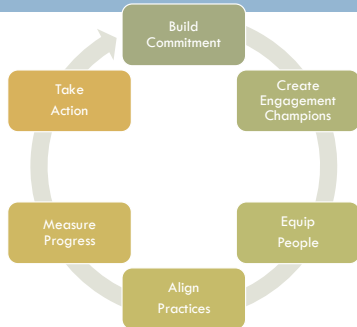 Build
Commitment
Create
Engagement
Champions
Equip
People
Align
Practices
Measure
Progress
Take
Action